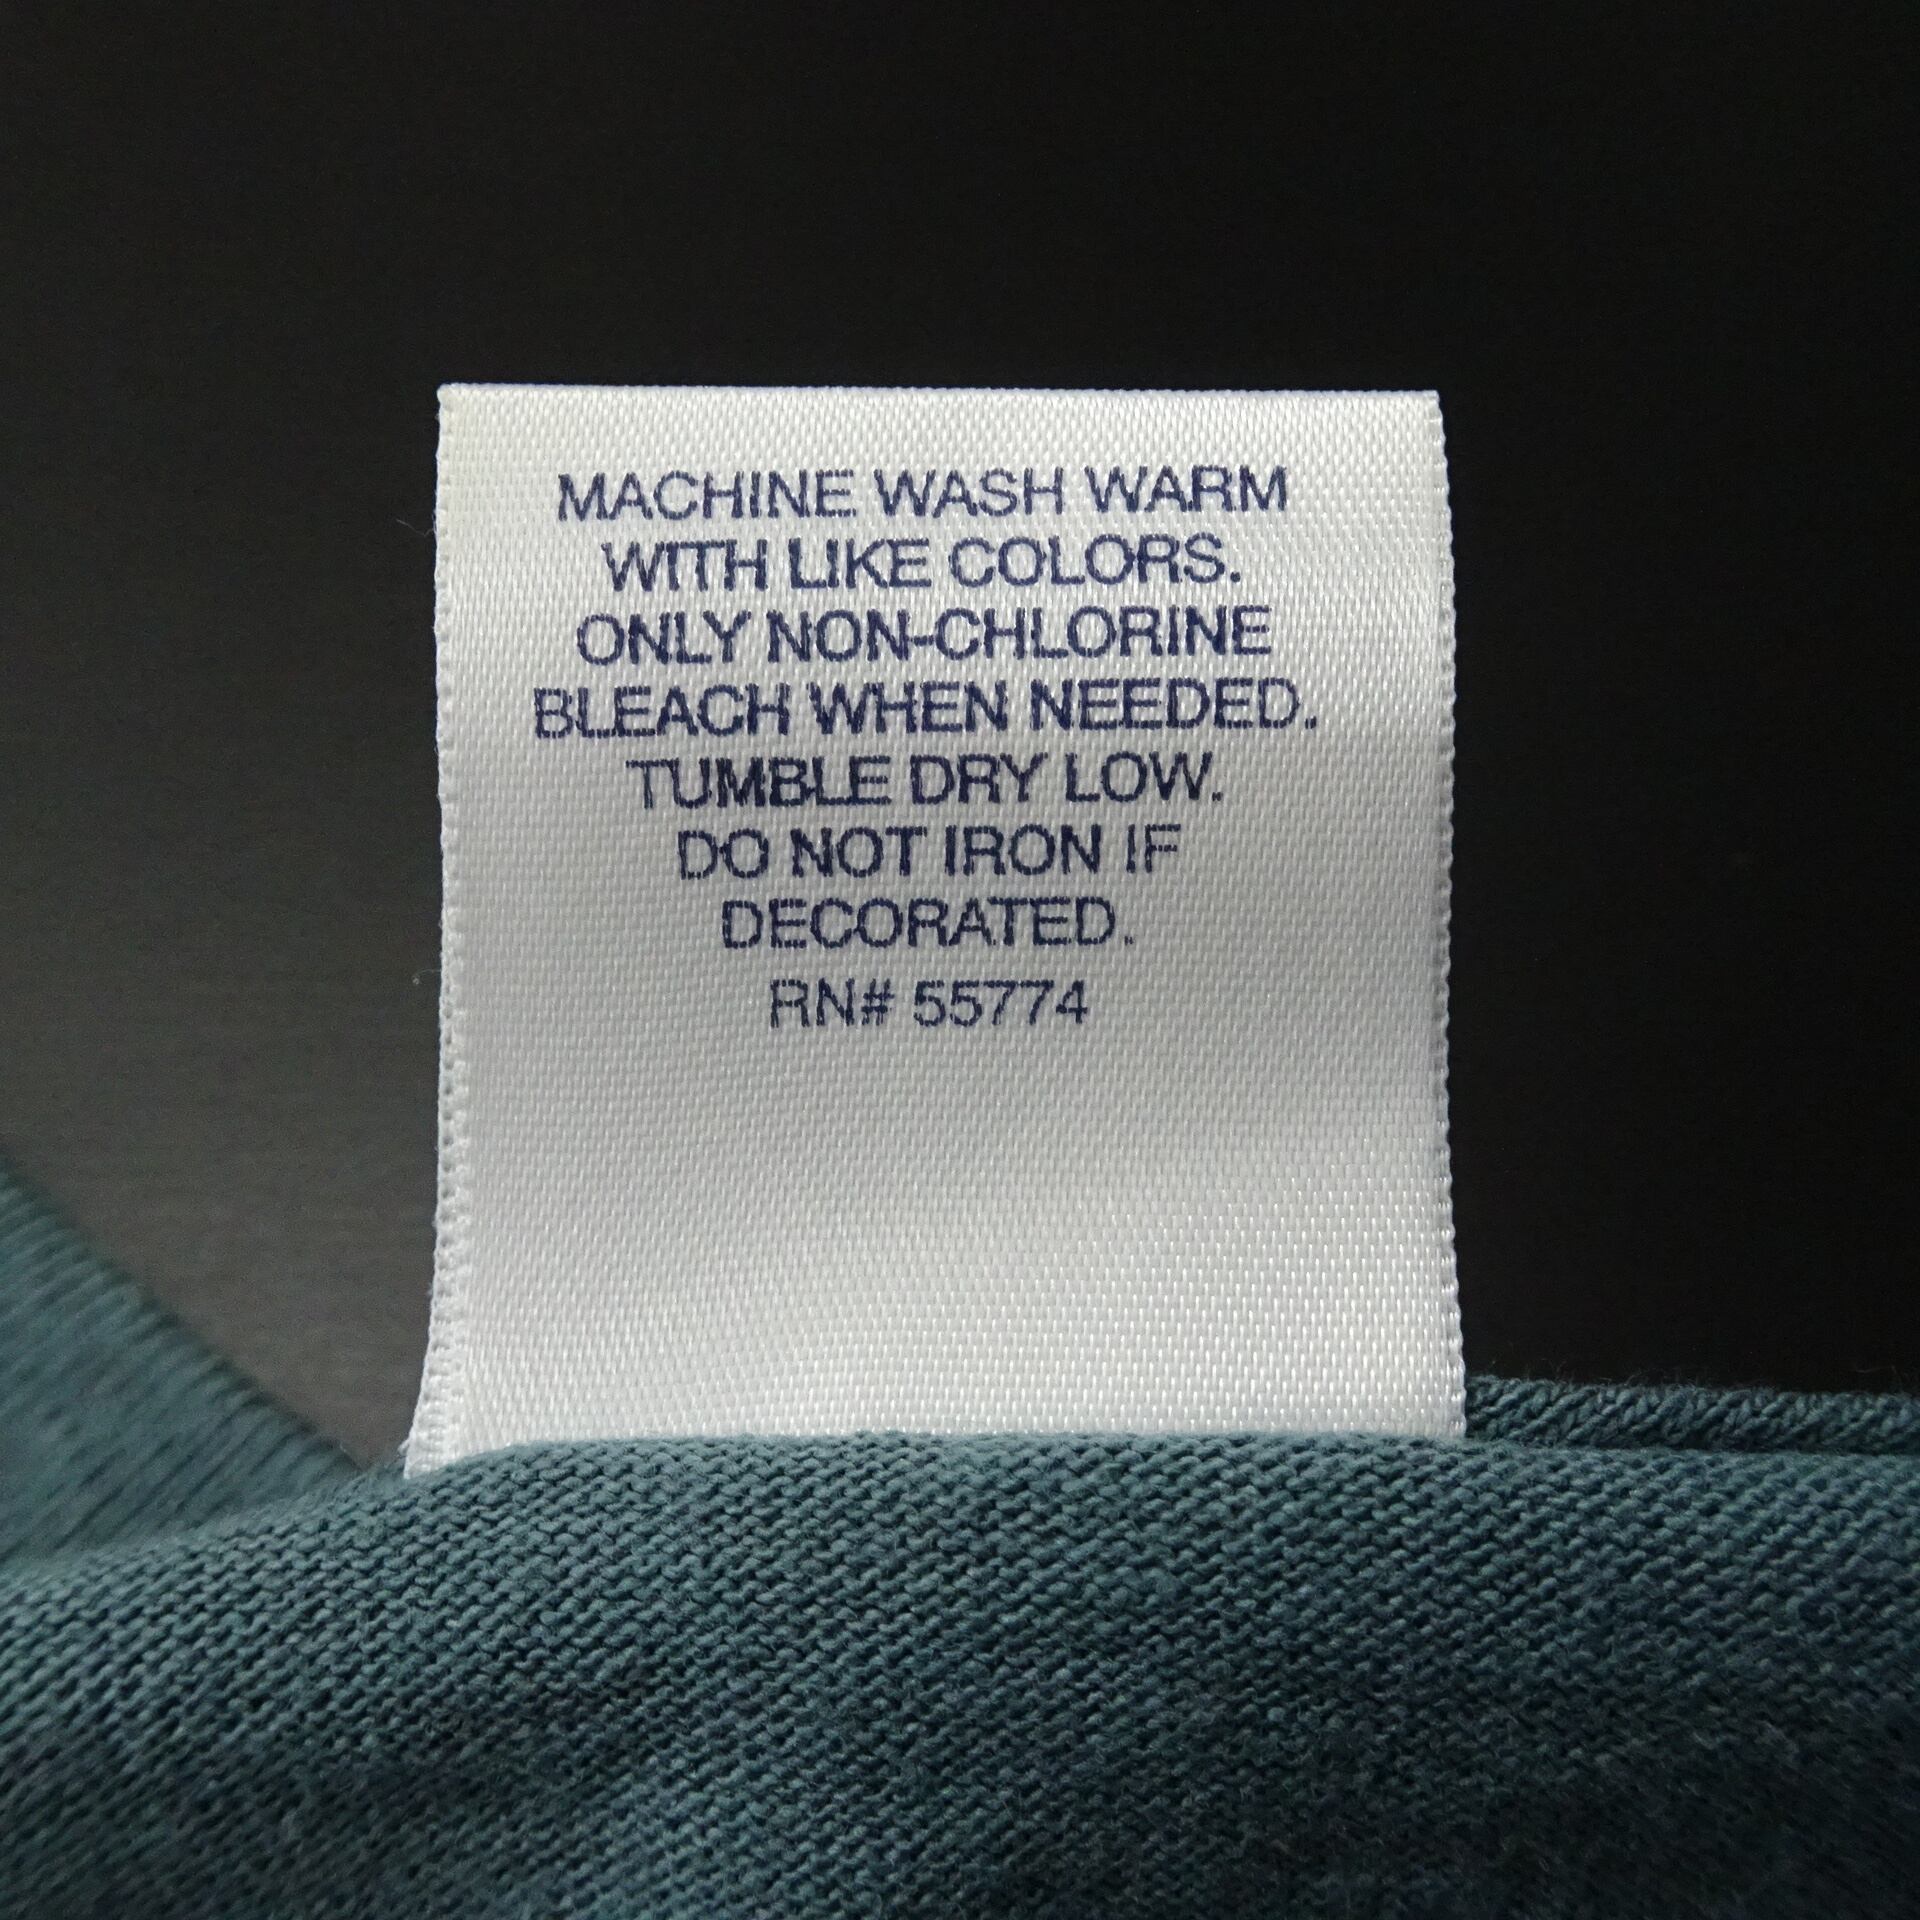 MACHINE WASH WARM
WITH LIKE COLORS.
ONLY NON-CHLORINE
BLEACH WHEN NEEDED.
TUMBLE DRY LOW.
DO NOT IRON IF
DECORATED.
RN# 55774